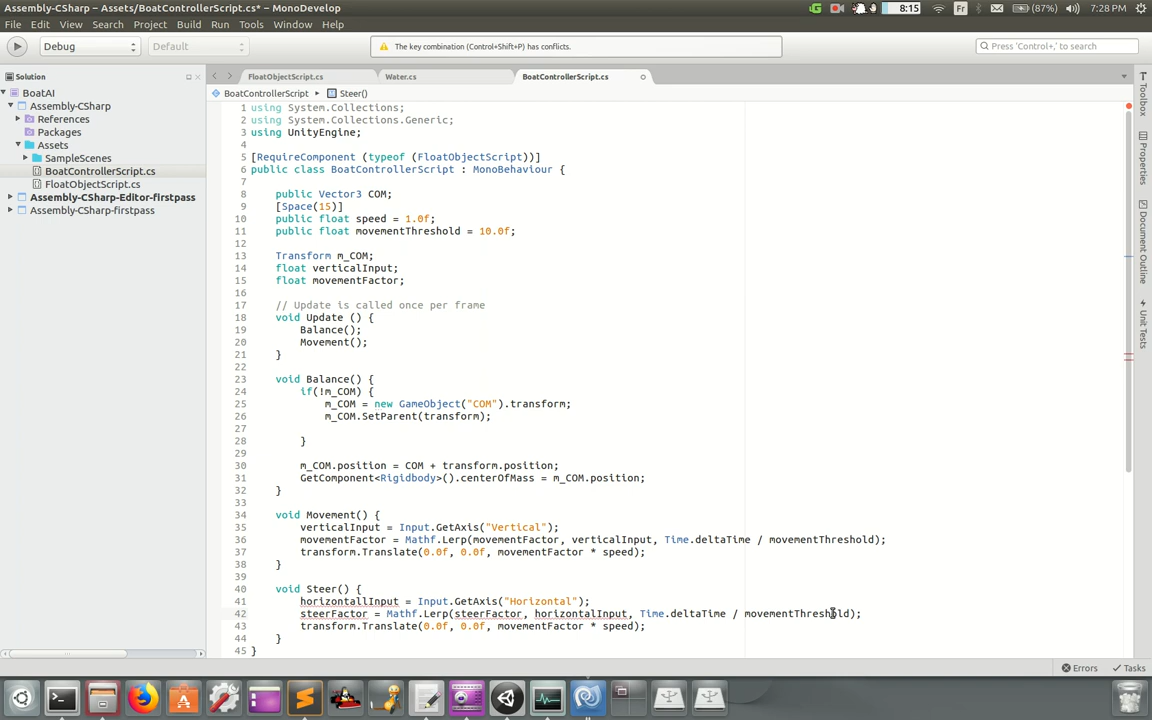 Assembly-CSharp – Assets/BoatControllerScript.cs* – MonoDevelop
8:15
Fr
(87%)
7:28 PM
File Edit View Search Project Build Run Tools Window Help
Debug
Default
The key combination (Control+Shift+P) has conflicts.
Press 'Control+,' to search
Solution
FloatObjectScript.cs
Water.cs
BoatControllerScript.cs
BoatControllerScript
Steer()
BoatAI
Assembly-CSharp
References
Packages
Assets
SampleScenes
BoatControllerScript.cs
FloatObjectScript.cs
Assembly-CSharp-Editor-firstpass
Assembly-CSharp-firstpass
1 using System.Collections;
2 using System.Collections.Generic;
3 using UnityEngine;
4
5 [RequireComponent (typeof (FloatObjectScript))]
6 public class BoatControllerScript : MonoBehaviour {
7
8 public Vector3 COM;
9 [Space(15)]
10 public float speed = 1.0f;
11 public float movementThreshold = 10.0f;
12
13 Transform m_COM;
14 float verticalInput;
15 float movementFactor;
16
17 // Update is called once per frame
18 void Update () {
19 Balance();
20 Movement();
21 }
22
23 void Balance() {
24 if(!m_COM) {
25 m_COM = new GameObject("COM").transform;
26 m_COM.SetParent(transform);
27
28 }
29
30 m_COM.position = COM + transform.position;
31 GetComponent<Rigidbody>().centerOfMass = m_COM.position;
32 }
33
34 void Movement() {
35 verticalInput = Input.GetAxis("Vertical");
36 movementFactor = Mathf.Lerp(movementFactor, verticalInput, Time.deltaTime / movementThreshold);
37 transform.Translate(0.0f, 0.0f, movementFactor * speed);
38 }
39
40 void Steer() {
41 horizontallInput = Input.GetAxis("Horizontal");
42 steerFactor = Mathf.Lerp(steerFactor, horizontalInput, Time.deltaTime / movementThreshold);
43 transform.Translate(0.0f, 0.0f, movementFactor * speed);
44 }
45 }
Toolbox
Properties
Document Outline
Unit Tests
Errors
Tasks